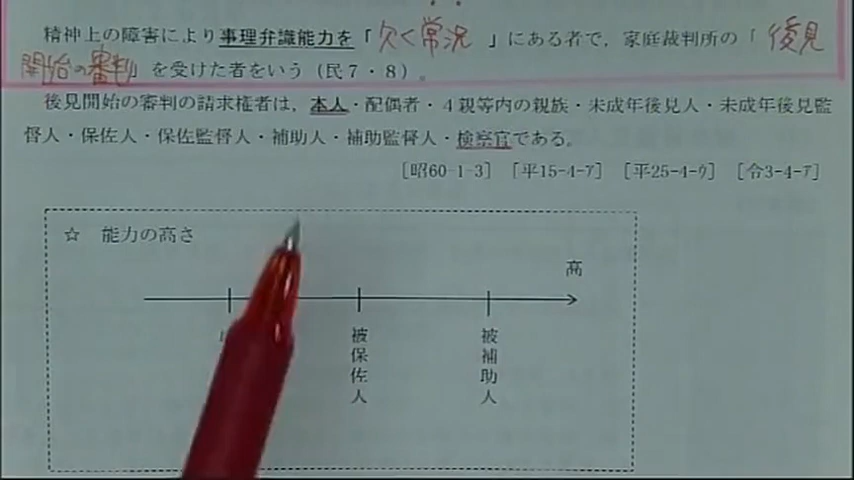 精神上の障害により事理弁識能力を「欠く常況」にある者で、家庭裁判所の「後見
開始の審判」を受けた者をいう（民７・８）。
後見開始の審判の請求権者は、本人・配偶者・４親等内の親族・未成年後見人・未成年後見監
督人・保佐人・保佐監督人・補助人・補助監督人・検察官である。
［昭60-1-3］［平15-4-ｱ］［平25-4-ｳ］［令3-4-ｱ］
☆　能力の高さ
高
被保佐人
被補助人